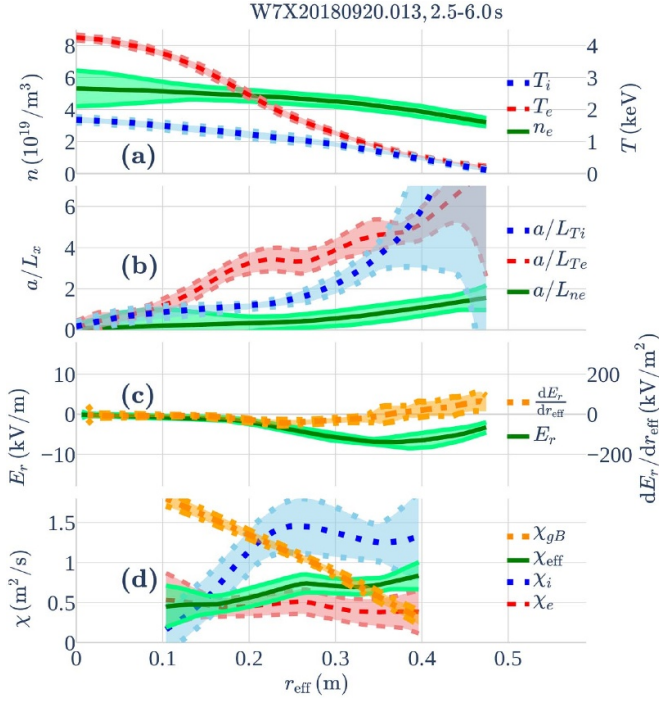 W7X20180920.013, 2.5-6.0 s
8
6
4
2
0
n (10^19/m^3)
4
3
2
1
0
T (keV)
T_i
T_e
n_e
(a)
6
4
2
0
a/L_x
a/L_Ti
a/L_Te
a/L_ne
(b)
10
0
−10
E_r (kV/m)
200
0
−200
dE_r/dr_eff (kV/m^2)
dE_r/dr_eff
E_r
(c)
1.5
1
0.5
0
χ (m^2/s)
χ_gB
χ_eff
χ_i
χ_e
(d)
0 0.1 0.2 0.3 0.4 0.5
r_eff (m)